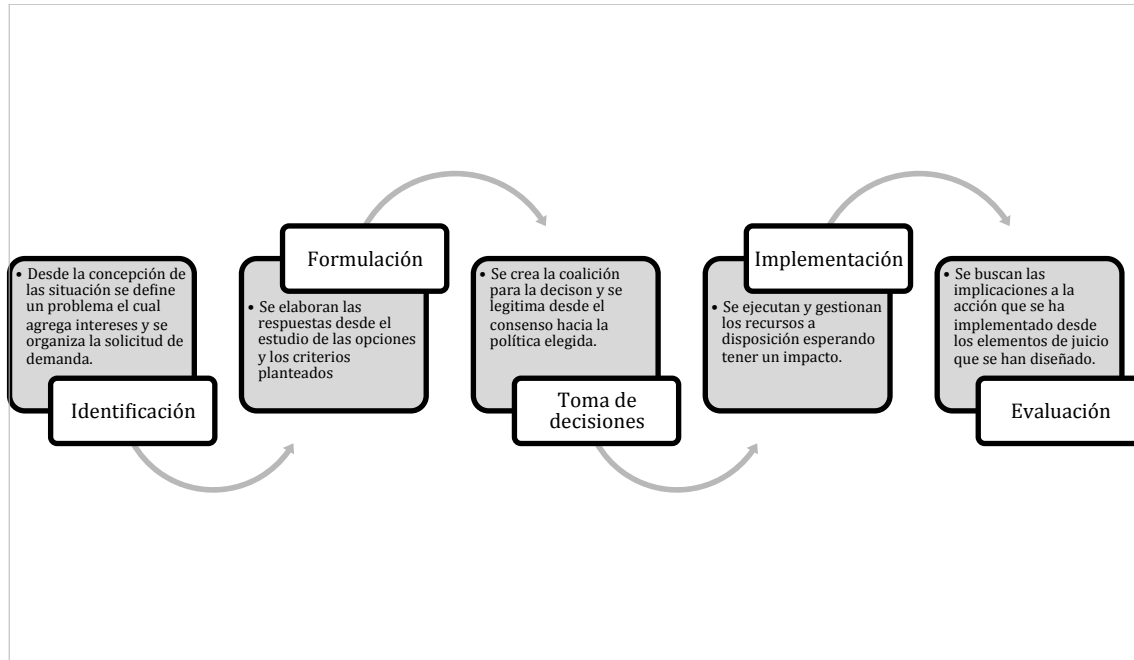 • Desde la concepción de
las situación se define
un problema el cual
agrega intereses y se
organiza la solicitud de
demanda.
Identificación
Formulación
• Se elaboran las
respuestas desde el
estudio de las opciones
y los criterios
planteados
• Se crea la coalición
para la decison y se
legitima desde el
consenso hacia la
política elegida.
Toma de
decisiones
Implementación
• Se ejecutan y gestionan
los recursos a
disposición esperando
tener un impacto.
• Se buscan las
implicaciones a la
acción que se ha
implementado desde
los elementos de juicio
que se han diseñado.
Evaluación